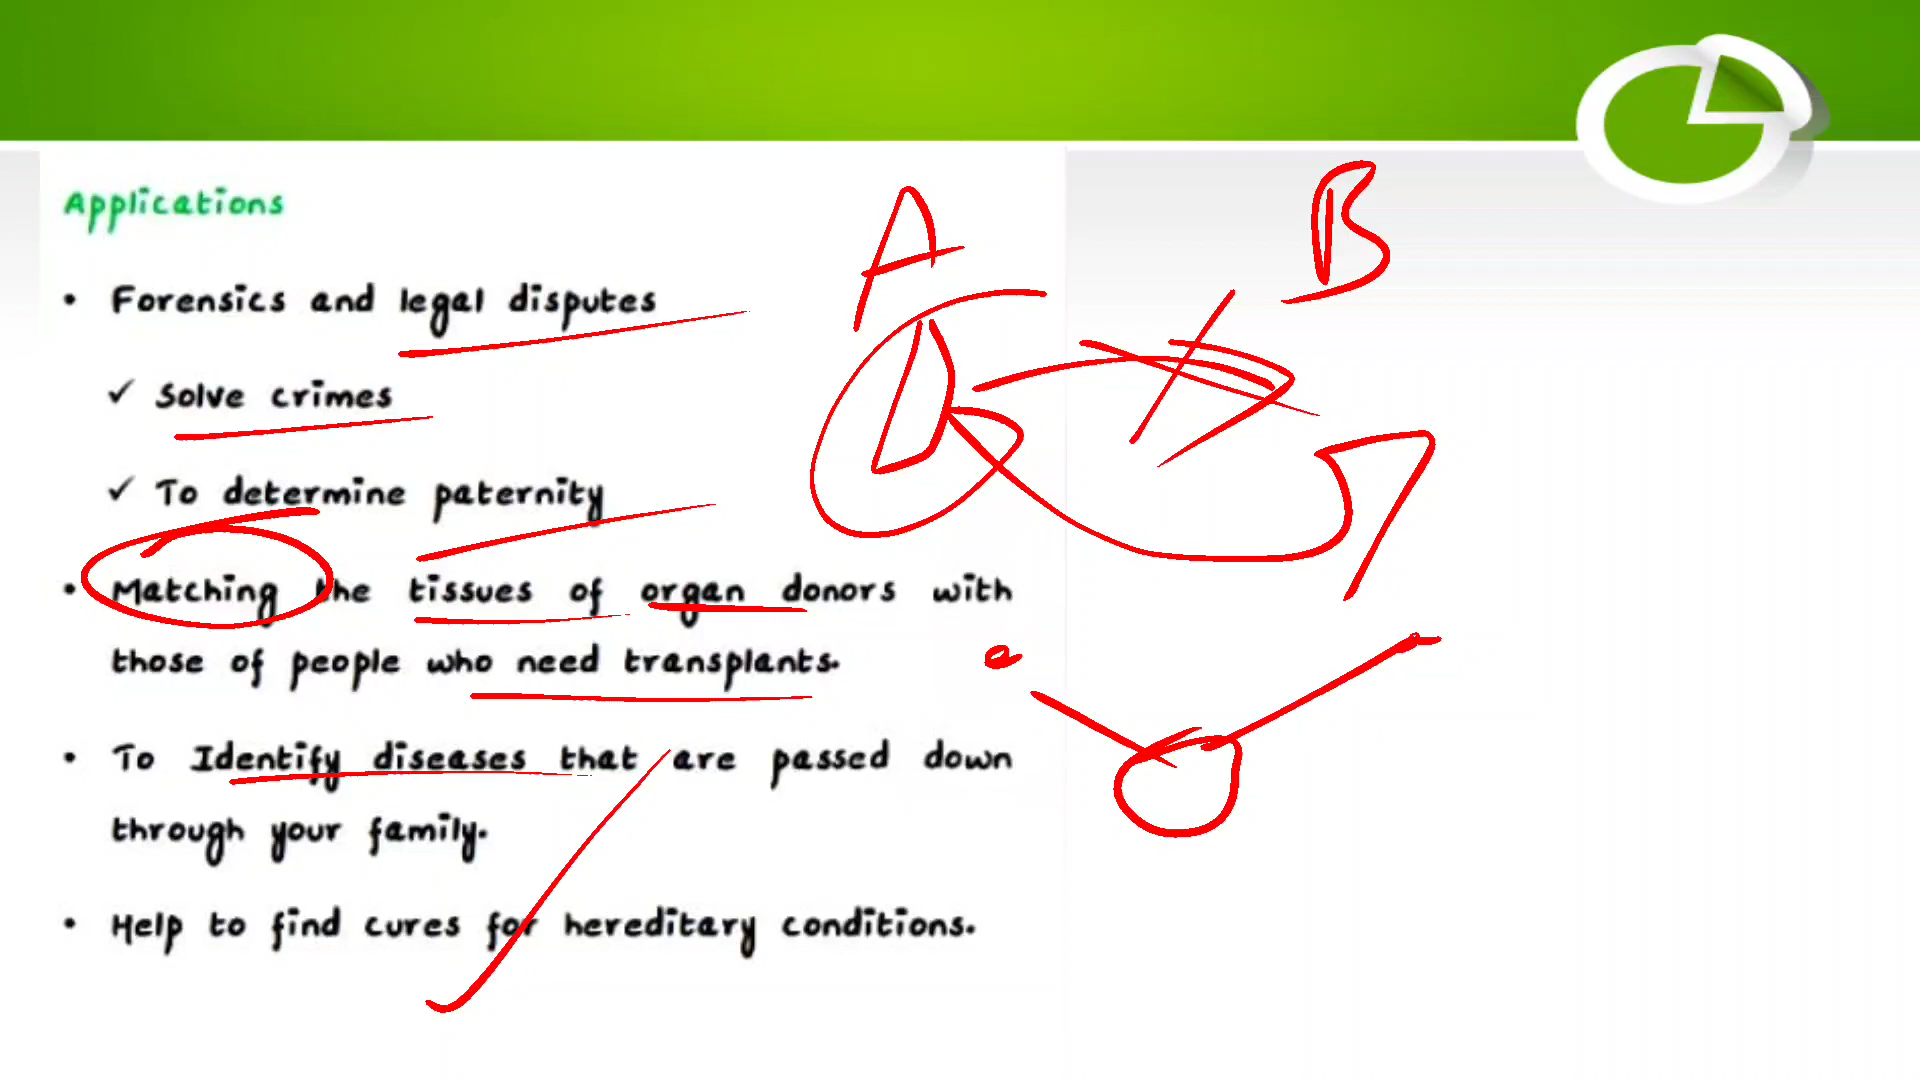 Applications
• Forensics and legal disputes
✓ Solve crimes
✓ To determine paternity
• Matching the tissues of organ donors with
those of people who need transplants.
• To Identify diseases that are passed down
through your family.
• Help to find cures for hereditary conditions.
A
B